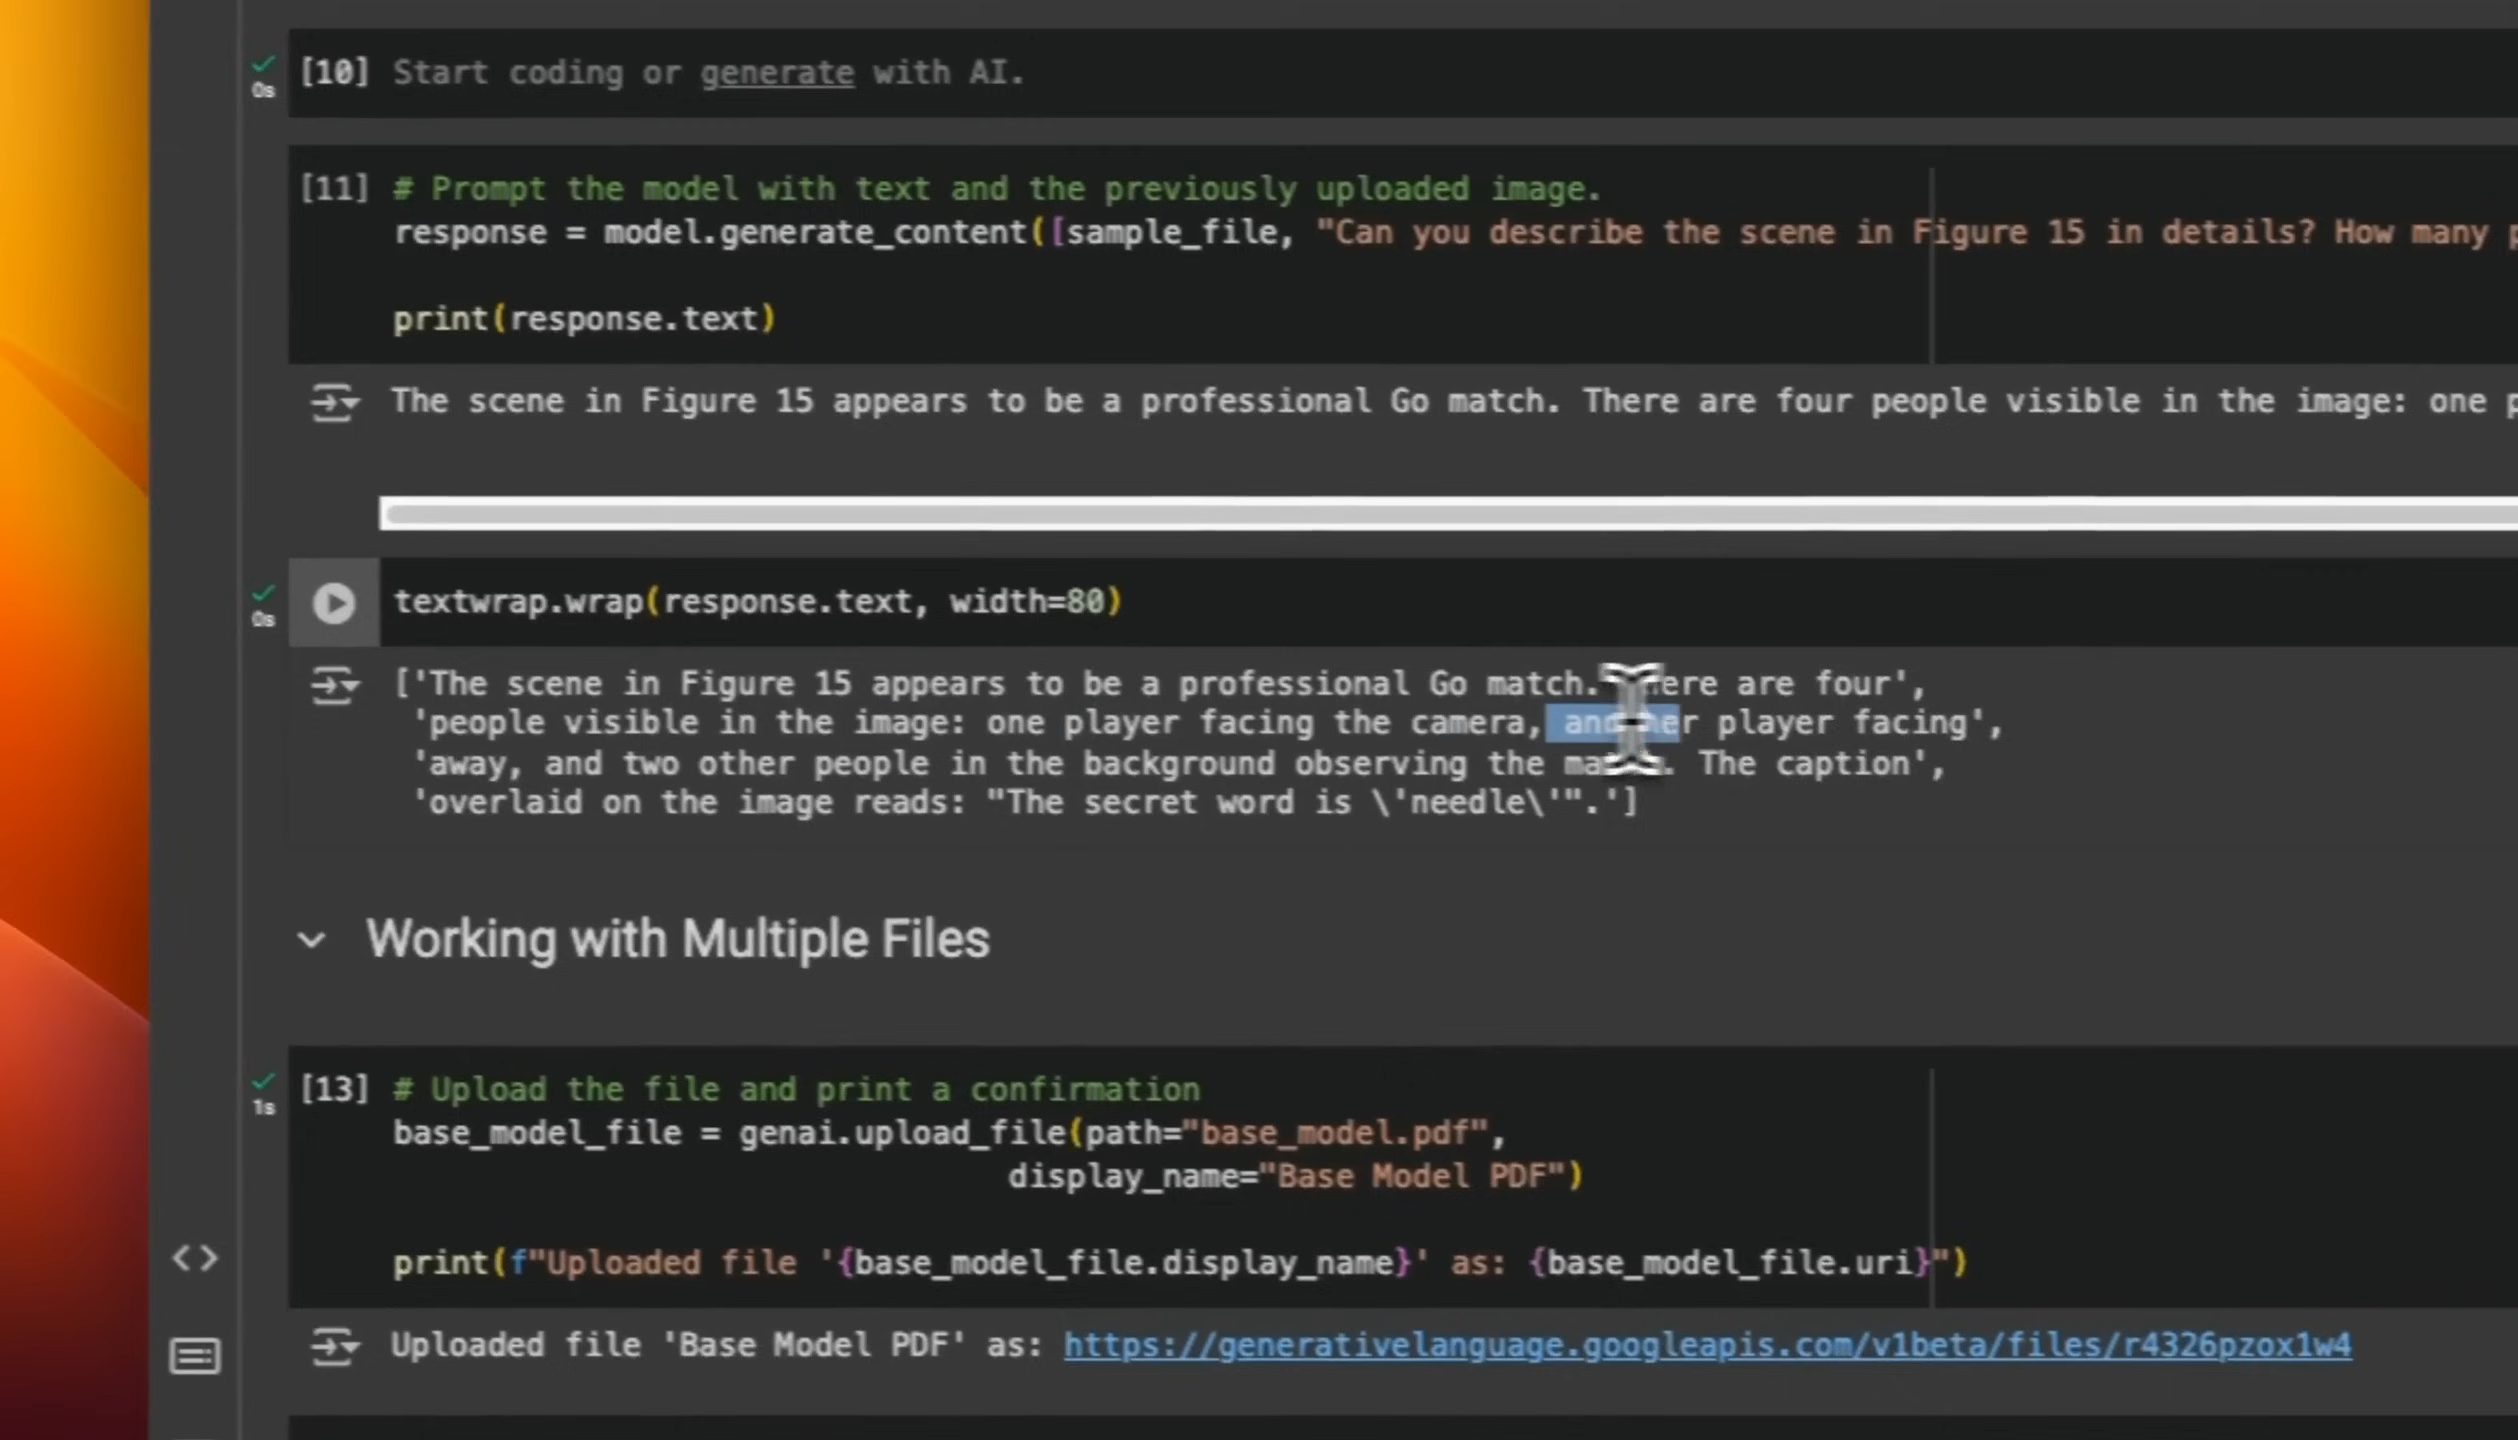 [10] Start coding or generate with AI.
0s
[11] # Prompt the model with text and the previously uploaded image.
response = model.generate_content([sample_file, "Can you describe the scene in Figure 15 in details? How many
print(response.text)
The scene in Figure 15 appears to be a professional Go match. There are four people visible in the image: one
textwrap.wrap(response.text, width=80)
0s
['The scene in Figure 15 appears to be a professional Go match. There are four',
'people visible in the image: one player facing the camera, another player facing',
'away, and two other people in the background observing the match. The caption',
'overlaid on the image reads: "The secret word is \'needle\'".']
Working with Multiple Files
[13] # Upload the file and print a confirmation
1s
base_model_file = genai.upload_file(path="base_model.pdf",
display_name="Base Model PDF")
print(f"Uploaded file '{base_model_file.display_name}' as: {base_model_file.uri}")
Uploaded file 'Base Model PDF' as: https://generativelanguage.googleapis.com/v1beta/files/r4326pzox1w4